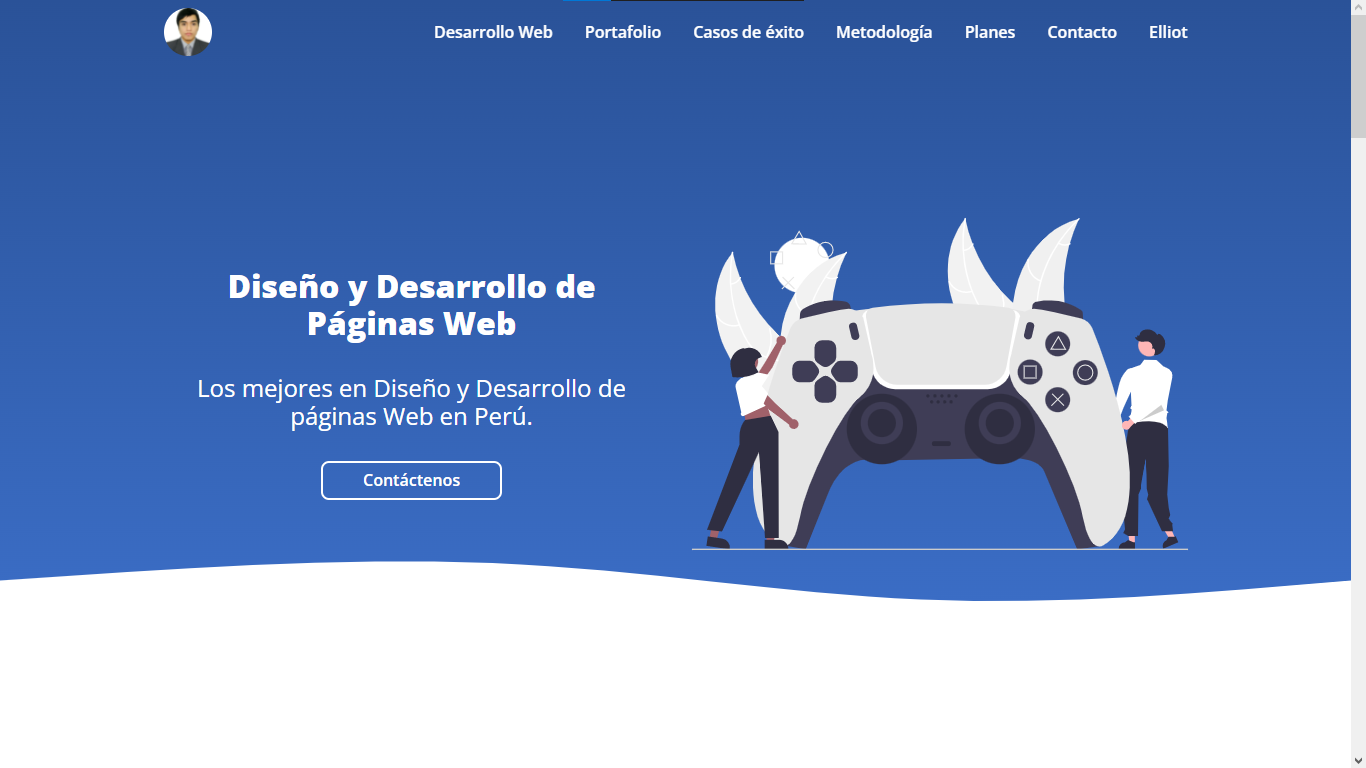 Desarrollo Web Portafolio Casos de éxito Metodología Planes Contacto Elliot
Diseño y Desarrollo de
Páginas Web
Los mejores en Diseño y Desarrollo de
páginas Web en Perú.
Contáctenos